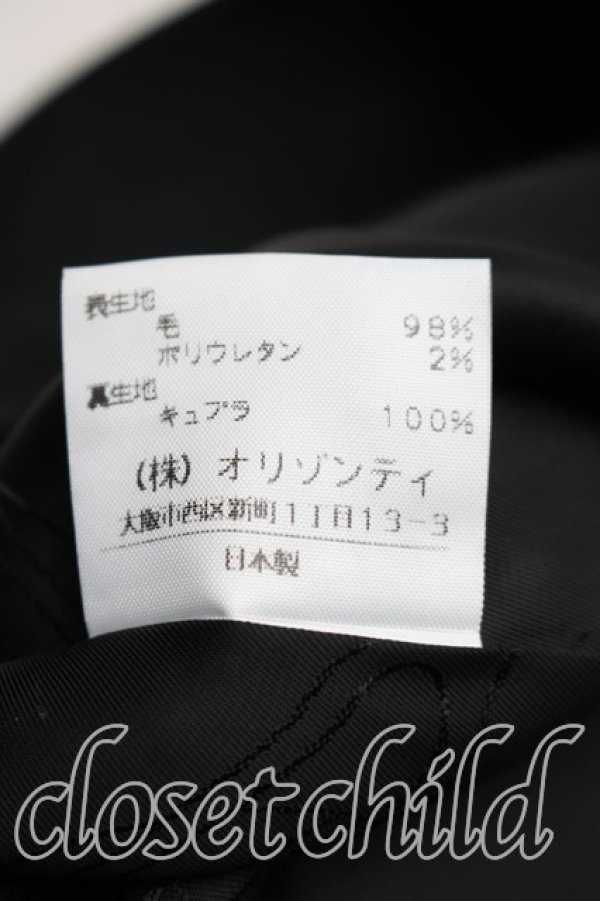 表生地
毛 98%
ポリウレタン 2%
裏生地
キュプラ 100%
(株) オリゾンティ
大阪市西区新町1丁目13-3
日本製
closet child